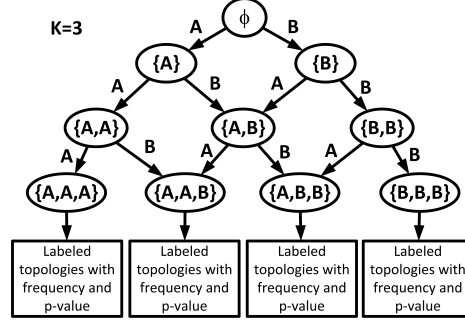 K=3
ϕ
A
B
{A}
{B}
A
B
A
B
{A,A}
{A,B}
{B,B}
A
B
A
B
A
B
{A,A,A}
{A,A,B}
{A,B,B}
{B,B,B}
Labeled
topologies with
frequency and
p-value
Labeled
topologies with
frequency and
p-value
Labeled
topologies with
frequency and
p-value
Labeled
topologies with
frequency and
p-value